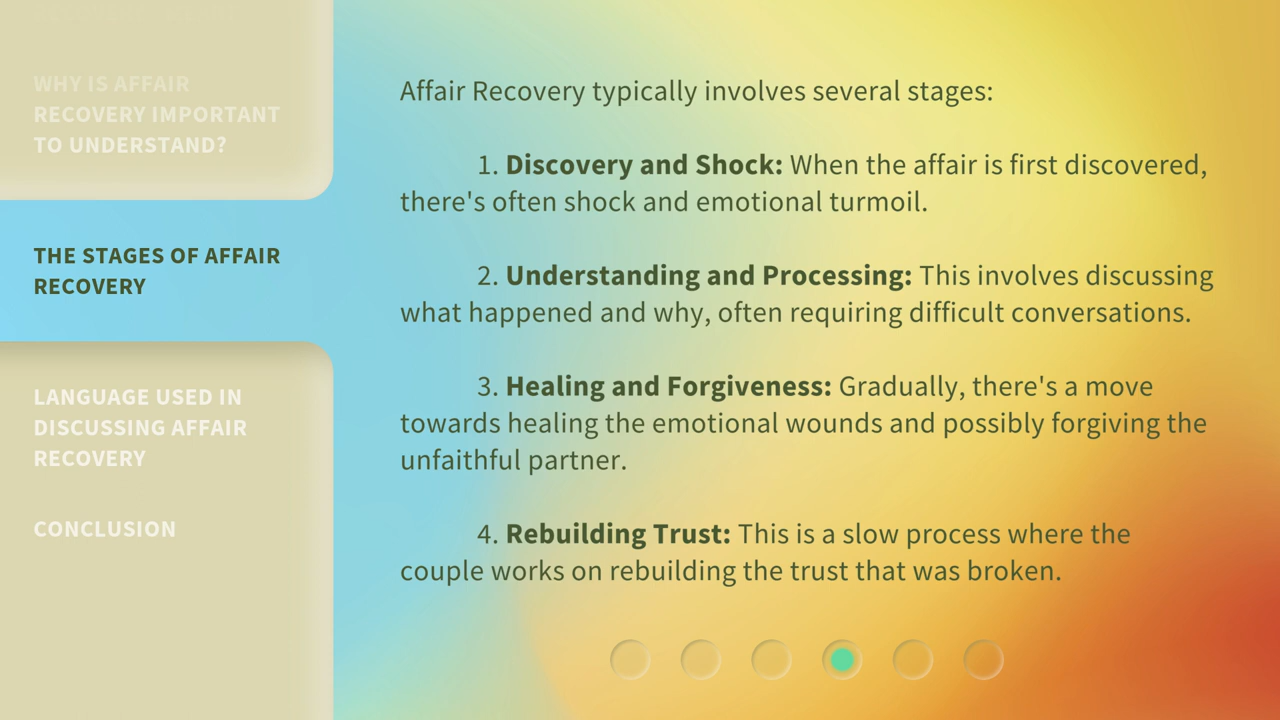 WHY IS AFFAIR
RECOVERY IMPORTANT
TO UNDERSTAND?
THE STAGES OF AFFAIR
RECOVERY
LANGUAGE USED IN
DISCUSSING AFFAIR
RECOVERY
CONCLUSION
Affair Recovery typically involves several stages:
1. Discovery and Shock: When the affair is first discovered,
there's often shock and emotional turmoil.
2. Understanding and Processing: This involves discussing
what happened and why, often requiring difficult conversations.
3. Healing and Forgiveness: Gradually, there's a move
towards healing the emotional wounds and possibly forgiving the
unfaithful partner.
4. Rebuilding Trust: This is a slow process where the
couple works on rebuilding the trust that was broken.